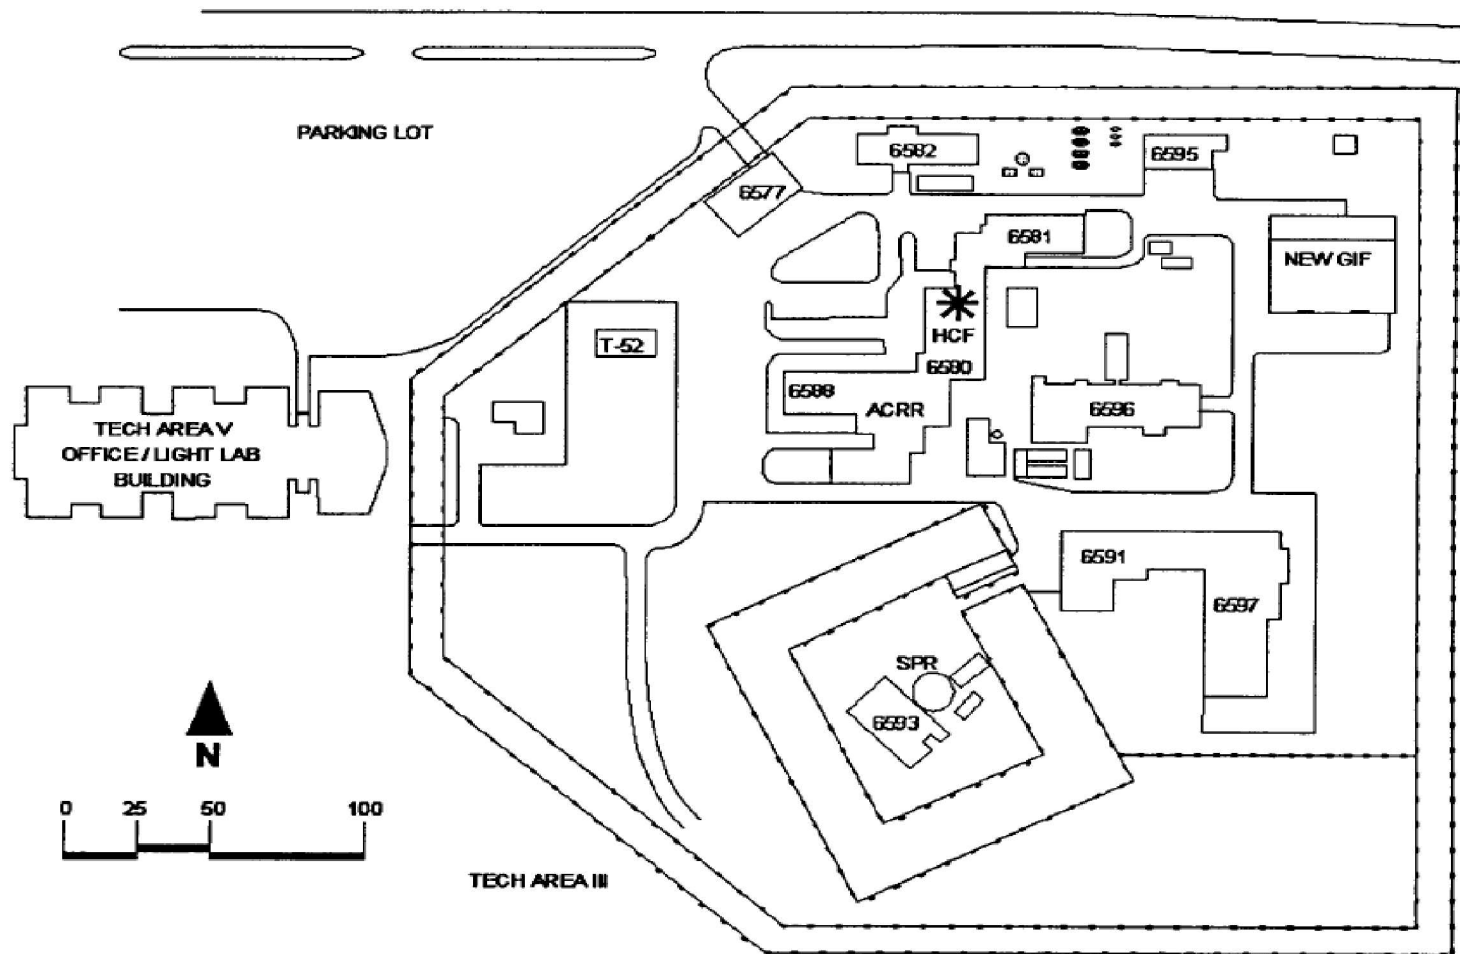 PARKING LOT
6582
6595
6577
6581
NEW GIF
HCF
T-52
6580
6588
ACRR
6596
TECH AREA V
OFFICE / LIGHT LAB
BUILDING
6591
6597
SPR
6593
N
0 25 50 100
TECH AREA III